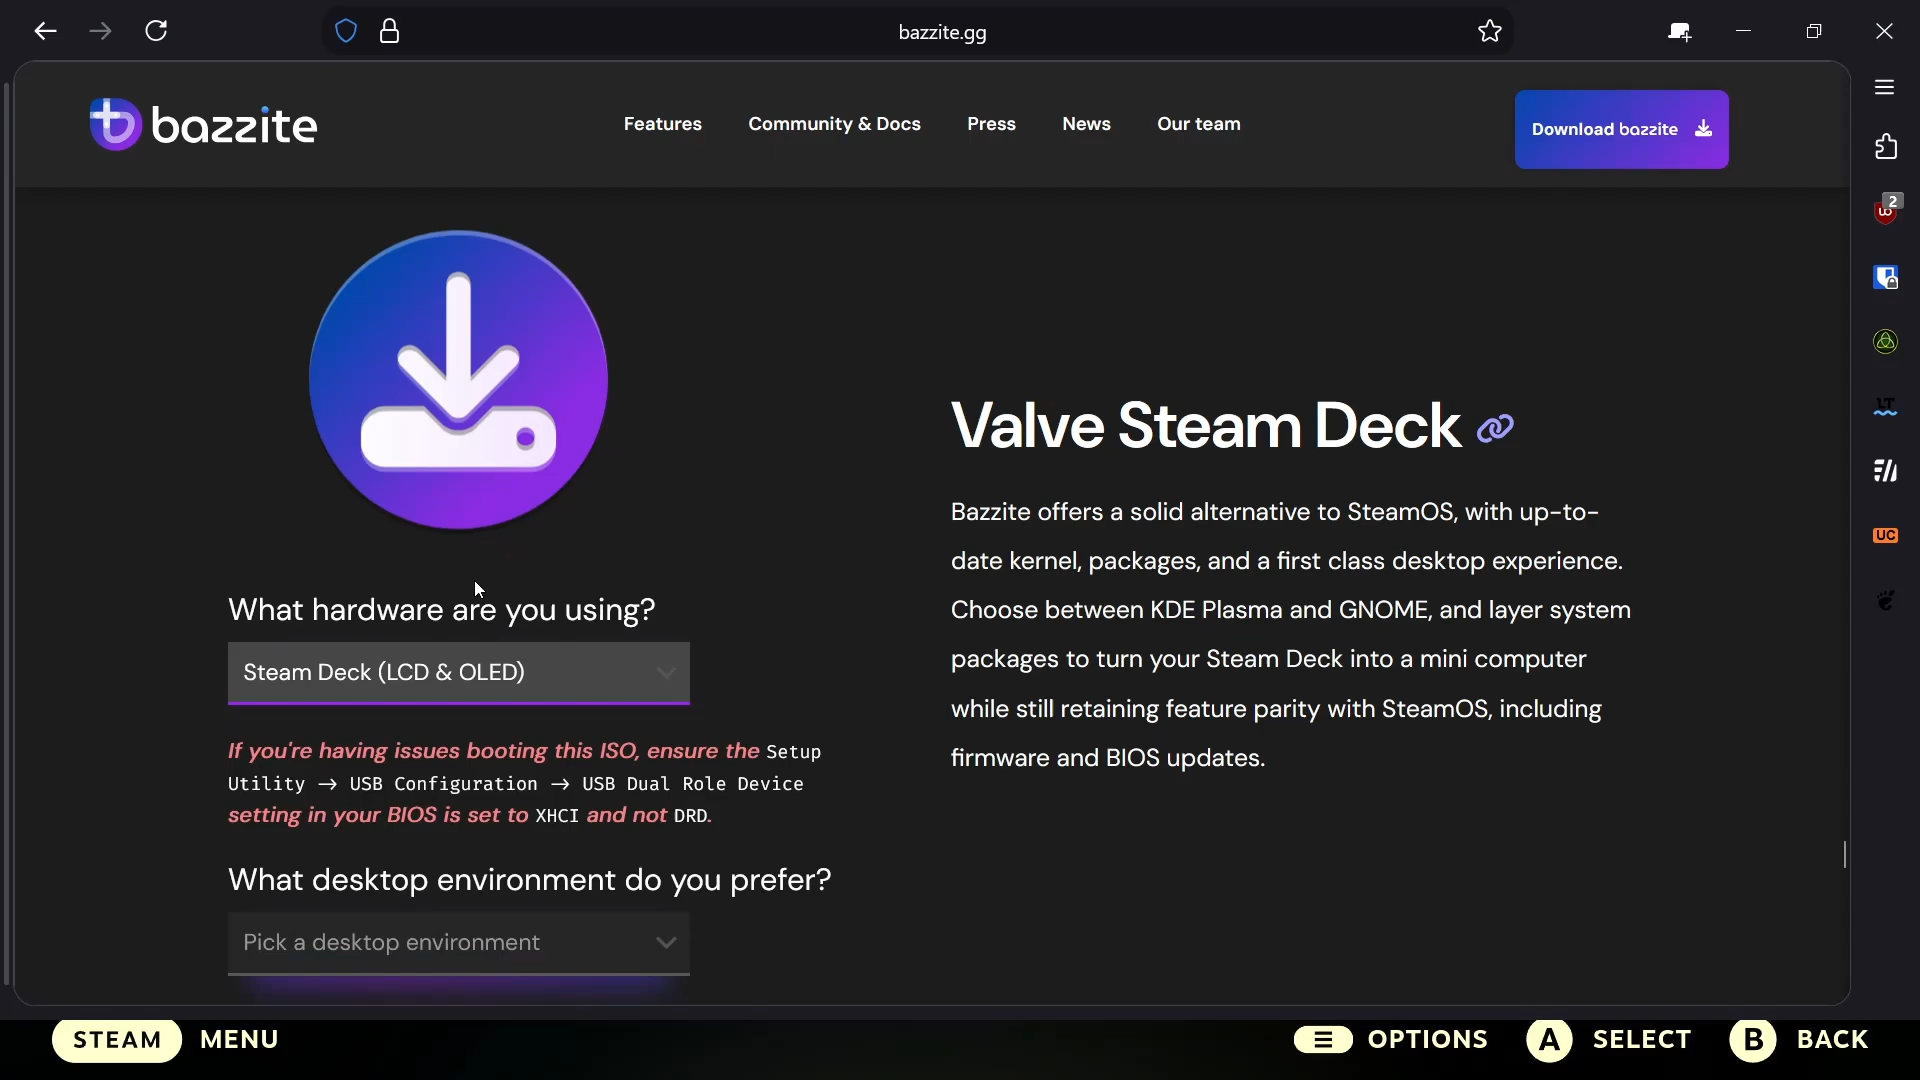 bazzite.gg
bazzite
Features
Community & Docs
Press
News
Our team
Download bazzite
2
What hardware are you using?
Steam Deck (LCD & OLED)
If you're having issues booting this ISO, ensure the Setup
Utility → USB Configuration → USB Dual Role Device
setting in your BIOS is set to XHCI and not DRD.
What desktop environment do you prefer?
Pick a desktop environment
Valve Steam Deck
Bazzite offers a solid alternative to SteamOS, with up-to-
date kernel, packages, and a first class desktop experience.
Choose between KDE Plasma and GNOME, and layer system
packages to turn your Steam Deck into a mini computer
while still retaining feature parity with SteamOS, including
firmware and BIOS updates.
LT
UC
STEAM MENU
OPTIONS
A SELECT
B BACK